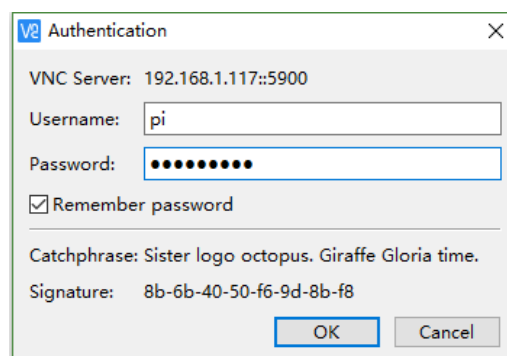 Authentication
VNC Server: 192.168.1.117::5900
Username: pi
Password: ●●●●●●●●●
Remember password
Catchphrase: Sister logo octopus. Giraffe Gloria time.
Signature: 8b-6b-40-50-f6-9d-8b-f8
OK Cancel